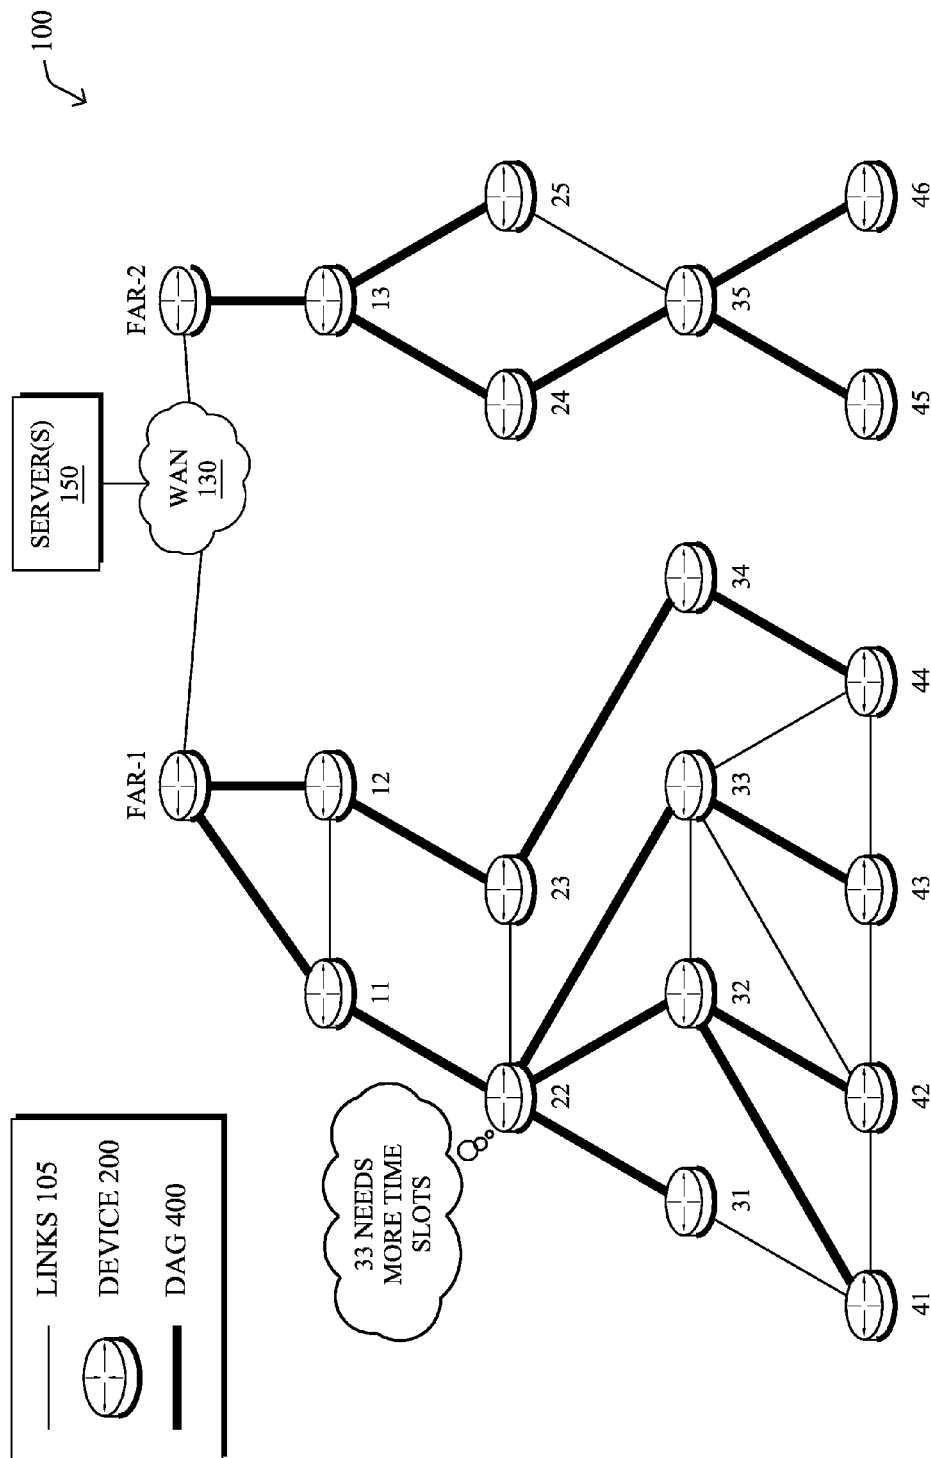 100
SERVER(S)
150
WAN
130
FAR-1
FAR-2
11
12
13
22
23
24
25
33 NEEDS
MORE TIME
SLOTS
31
32
33
34
35
41
42
43
44
45
46
LINKS 105
DEVICE 200
DAG 400